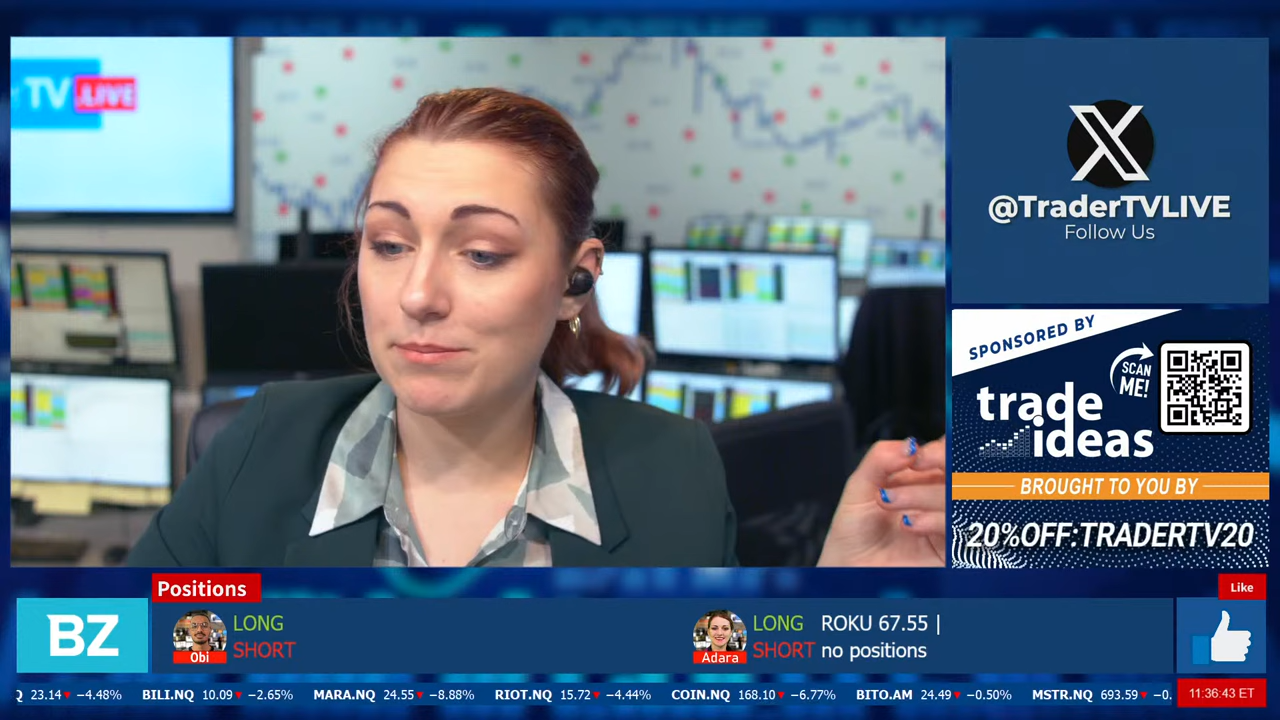 TV LIVE
@TraderTVLIVE
Follow Us
SPONSORED BY
SCAN
ME!
trade
ideas
BROUGHT TO YOU BY
20%OFF:TRADERTV20
Positions
Like
BZ
Obi
LONG
SHORT
Adara
LONG ROKU 67.55 |
SHORT no positions
Q 23.14 −4.48% BILI.NQ 10.09 −2.65% MARA.NQ 24.55 −8.88% RIOT.NQ 15.72 −4.44% COIN.NQ 168.10 −6.77% BITO.AM 24.49 −0.50% MSTR.NQ 693.59 −0.
11:36:43 ET